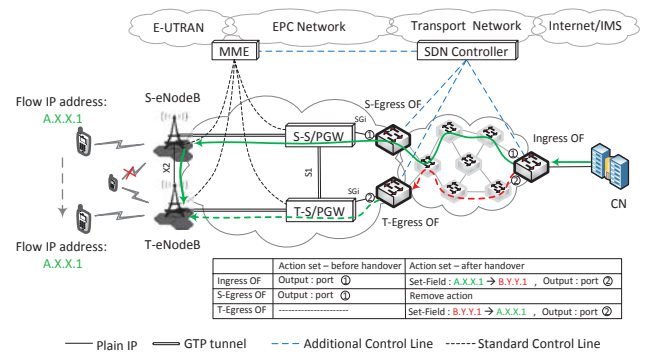 E-UTRAN
EPC Network
Transport Network
Internet/IMS
MME
SDN Controller
Flow IP address:
A.X.X.1
S-eNodeB
S-Egress OF
SGi
S-S/PGW
①
Ingress OF
①
②
X2
S1
CN
SGi
T-S/PGW
②
T-Egress OF
T-eNodeB
Flow IP address:
A.X.X.1
Action set – before handover Action set – after handover
Ingress OF Output : port ① Set-Field : A.X.X.1 → B.Y.Y.1 , Output : port ②
S-Egress OF Output : port ① Remove action
T-Egress OF ---------------------- Set-Field : B.Y.Y.1 → A.X.X.1 , Output : port ②
Plain IP GTP tunnel Additional Control Line Standard Control Line